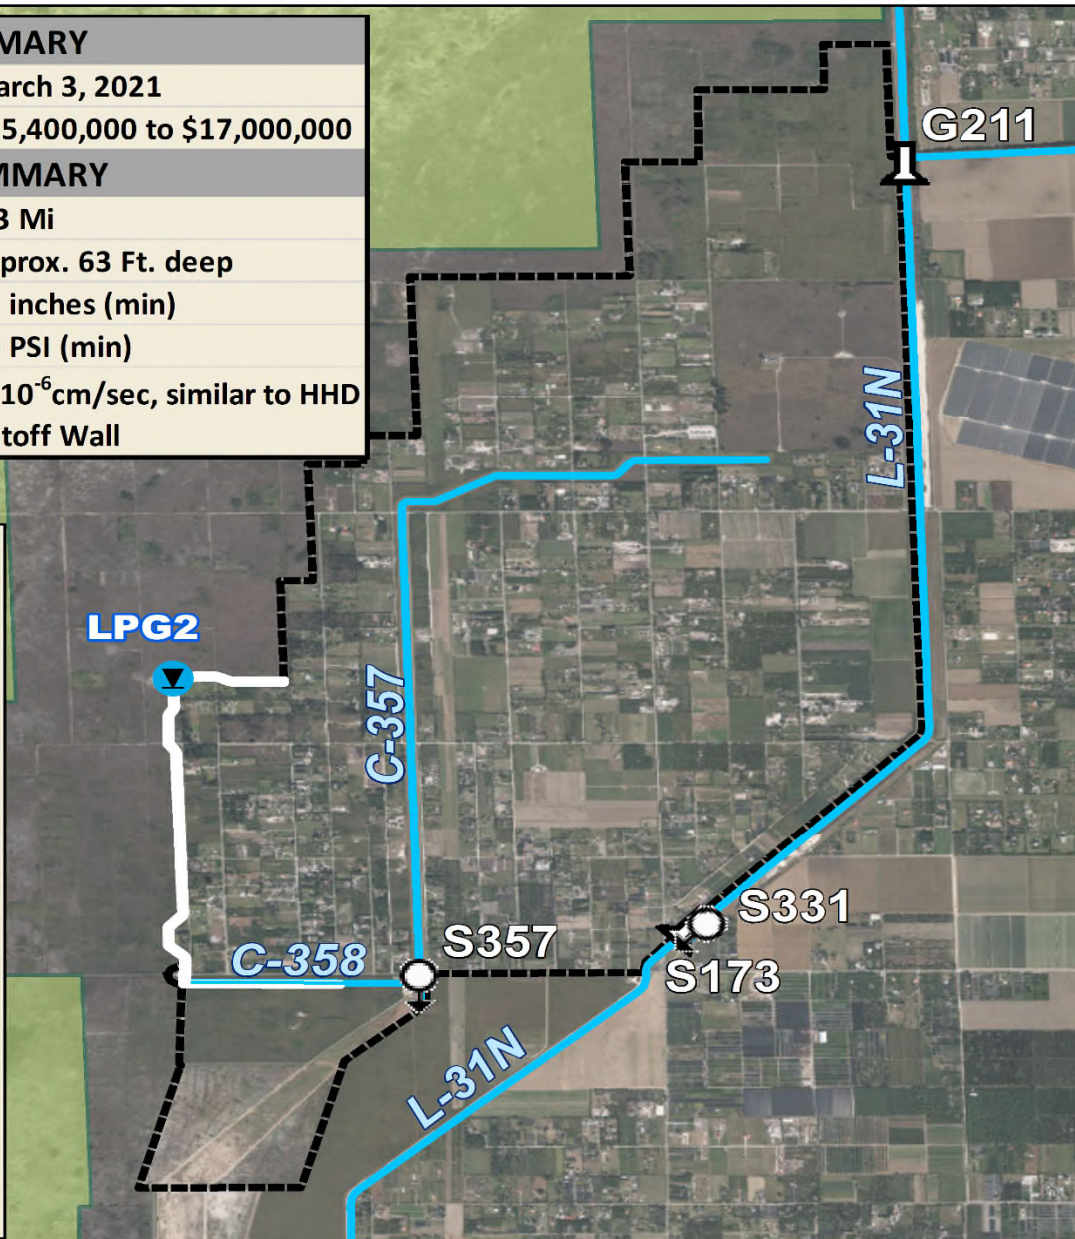 MARY
arch 3, 2021
5,400,000 to $17,000,000
MMARY
3 Mi
prox. 63 Ft. deep
inches (min)
PSI (min)
10⁻⁶cm/sec, similar to HHD
toff Wall
G211
L-31N
LPG2
C-357
S331
S357
C-358
S173
L-31N